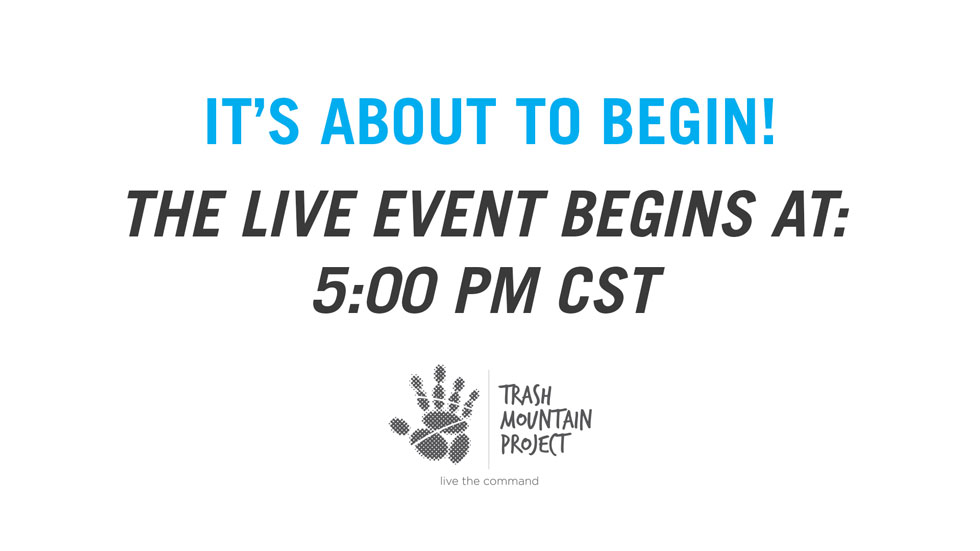 IT’S ABOUT TO BEGIN!
THE LIVE EVENT BEGINS AT:
5:00 PM CST
TRASH
MOUNTAIN
PROJECT
live the command